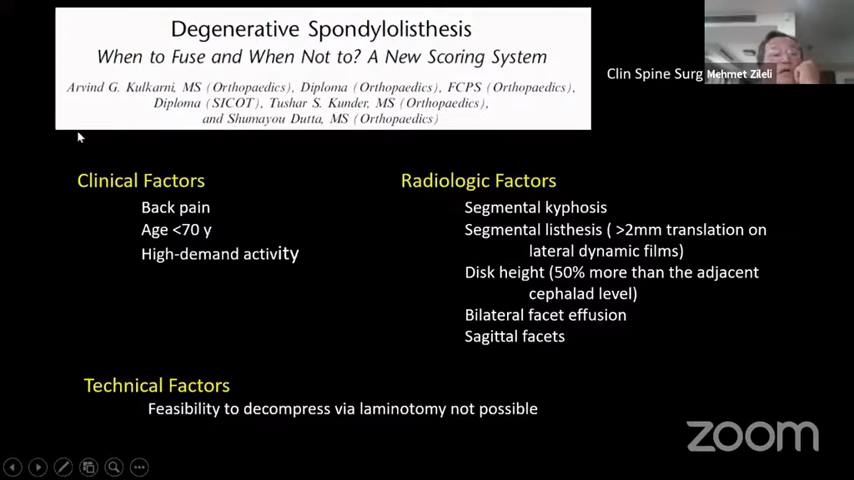 Degenerative Spondylolisthesis
When to Fuse and When Not to? A New Scoring System
Arvind G. Kulkarni, MS (Orthopaedics), Diploma (Orthopaedics), FCPS (Orthopaedics),
Diploma (SICOT), Tushar S. Kunder, MS (Orthopaedics),
and Shumayou Dutta, MS (Orthopaedics)
Clin Spine Surg
Mehmet Zileli
Clinical Factors
Back pain
Age <70 y
High-demand activity
Radiologic Factors
Segmental kyphosis
Segmental listhesis ( >2mm translation on
lateral dynamic films)
Disk height (50% more than the adjacent
cephalad level)
Bilateral facet effusion
Sagittal facets
Technical Factors
Feasibility to decompress via laminotomy not possible
zoom